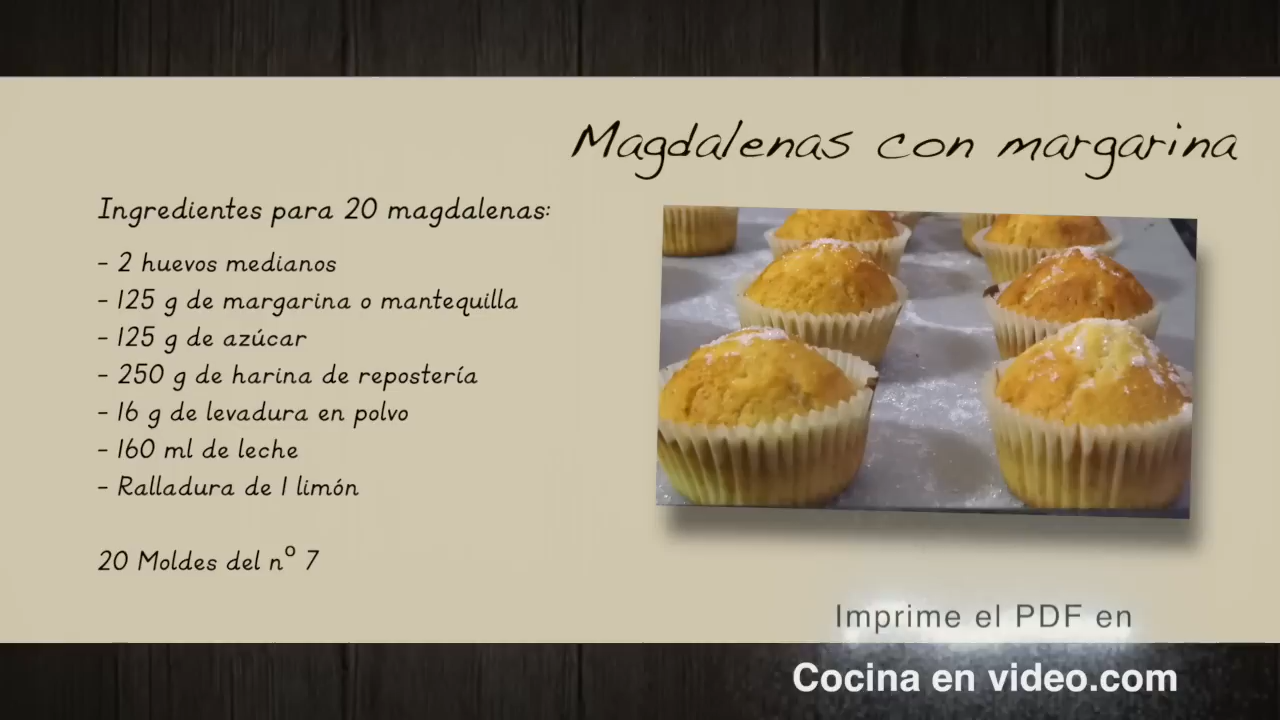 Magdalenas con margarina
Ingredientes para 20 magdalenas:
- 2 huevos medianos
- 125 g de margarina o mantequilla
- 125 g de azúcar
- 250 g de harina de repostería
- 16 g de levadura en polvo
- 160 ml de leche
- Ralladura de 1 limón
20 Moldes del nº 7
Imprime el PDF en
Cocina en video.com